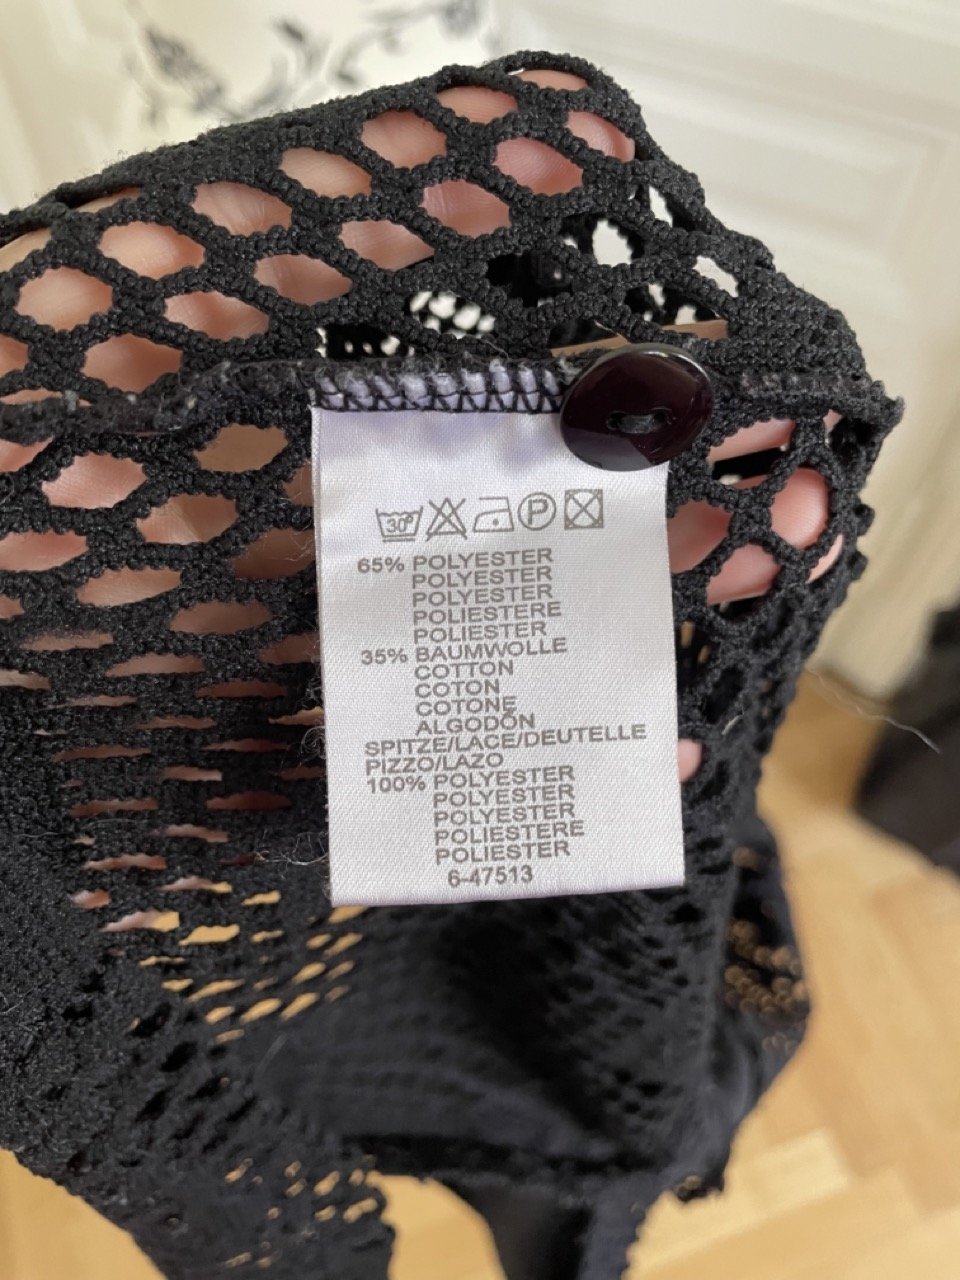 30° P
65% POLYESTER
POLYESTER
POLYESTER
POLIESTERE
POLIESTER
35% BAUMWOLLE
COTTON
COTON
COTONE
ALGODÓN
SPITZE/LACE/DEUTELLE
PIZZO/LAZO
100% POLYESTER
POLYESTER
POLYESTER
POLIESTERE
POLIESTER
6-47513